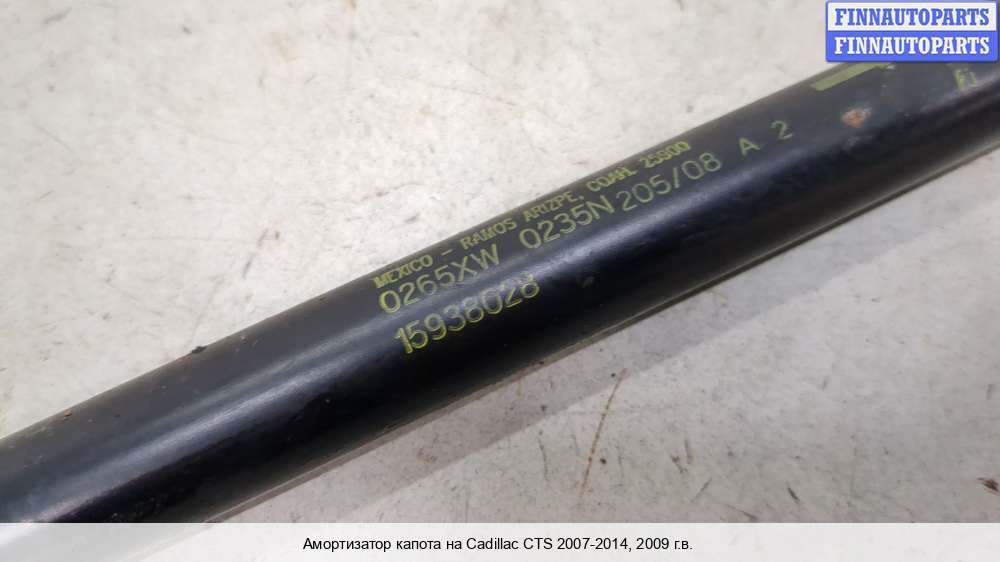 FINNAUTOPARTS
FINNAUTOPARTS
MEXICO - RAMOS ARIZPE, COAH. 25900
0265XW 0235N 205/08 A 2
15938028
Амортизатор капота на Cadillac CTS 2007-2014, 2009 г.в.